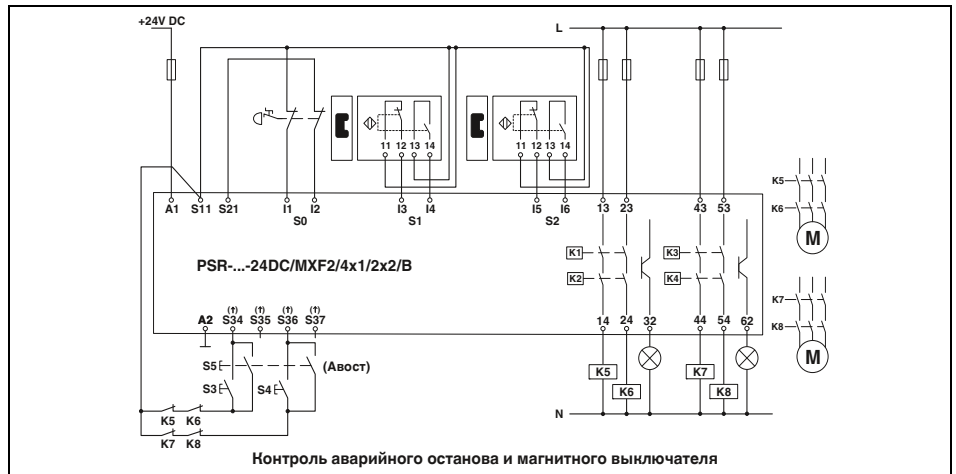 +24V DC
L
11 12 13 14
11 12 13 14
K5
K6
M
A1 S11 S21 I1 I2 I3 I4 I5 I6 13 23 43 53
S0 S1 S2
K1 K3
K2 K4
PSR-...-24DC/MXF2/4x1/2x2/B
K7
K8
M
A2 S34 S35 S36 S37 14 24 32 44 54 62
(†) (†) (†) (†)
S5 (Авост)
S3 S4
K5 K7
K6 K8
K5 K6
K7 K8
N
Контроль аварийного останова и магнитного выключателя